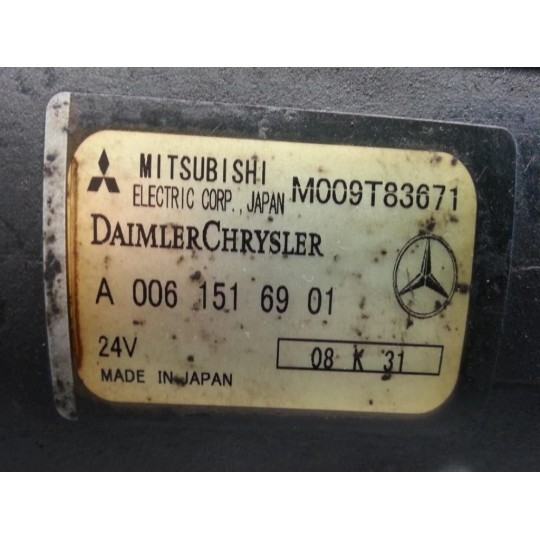 MITSUBISHI
ELECTRIC CORP., JAPAN M009T83671
DAIMLERCHRYSLER
A 006 151 69 01
24V 08 K 31
MADE IN JAPAN